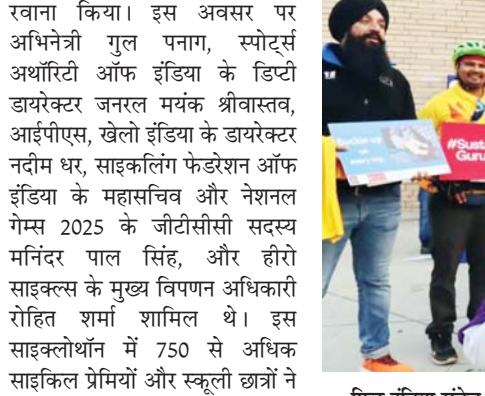 रवाना किया। इस अवसर पर
अभिनेत्री गुल पनाग, स्पोर्ट्स
अथॉरिटी ऑफ इंडिया के डिप्टी
डायरेक्टर जनरल मयंक श्रीवास्तव,
आईपीएस, खेलो इंडिया के डायरेक्टर
नदीम धर, साइकलिंग फेडरेशन ऑफ
इंडिया के महासचिव और नेशनल
गेम्स 2025 के जीटीसीसी सदस्य
मनिंदर पाल सिंह, और हीरो
साइक्ल्स के मुख्य विपणन अधिकारी
रोहित शर्मा शामिल थे। इस
साइक्लोथॉन में 750 से अधिक
साइकिल प्रेमियों और स्कूली छात्रों ने
#Sust
Guru